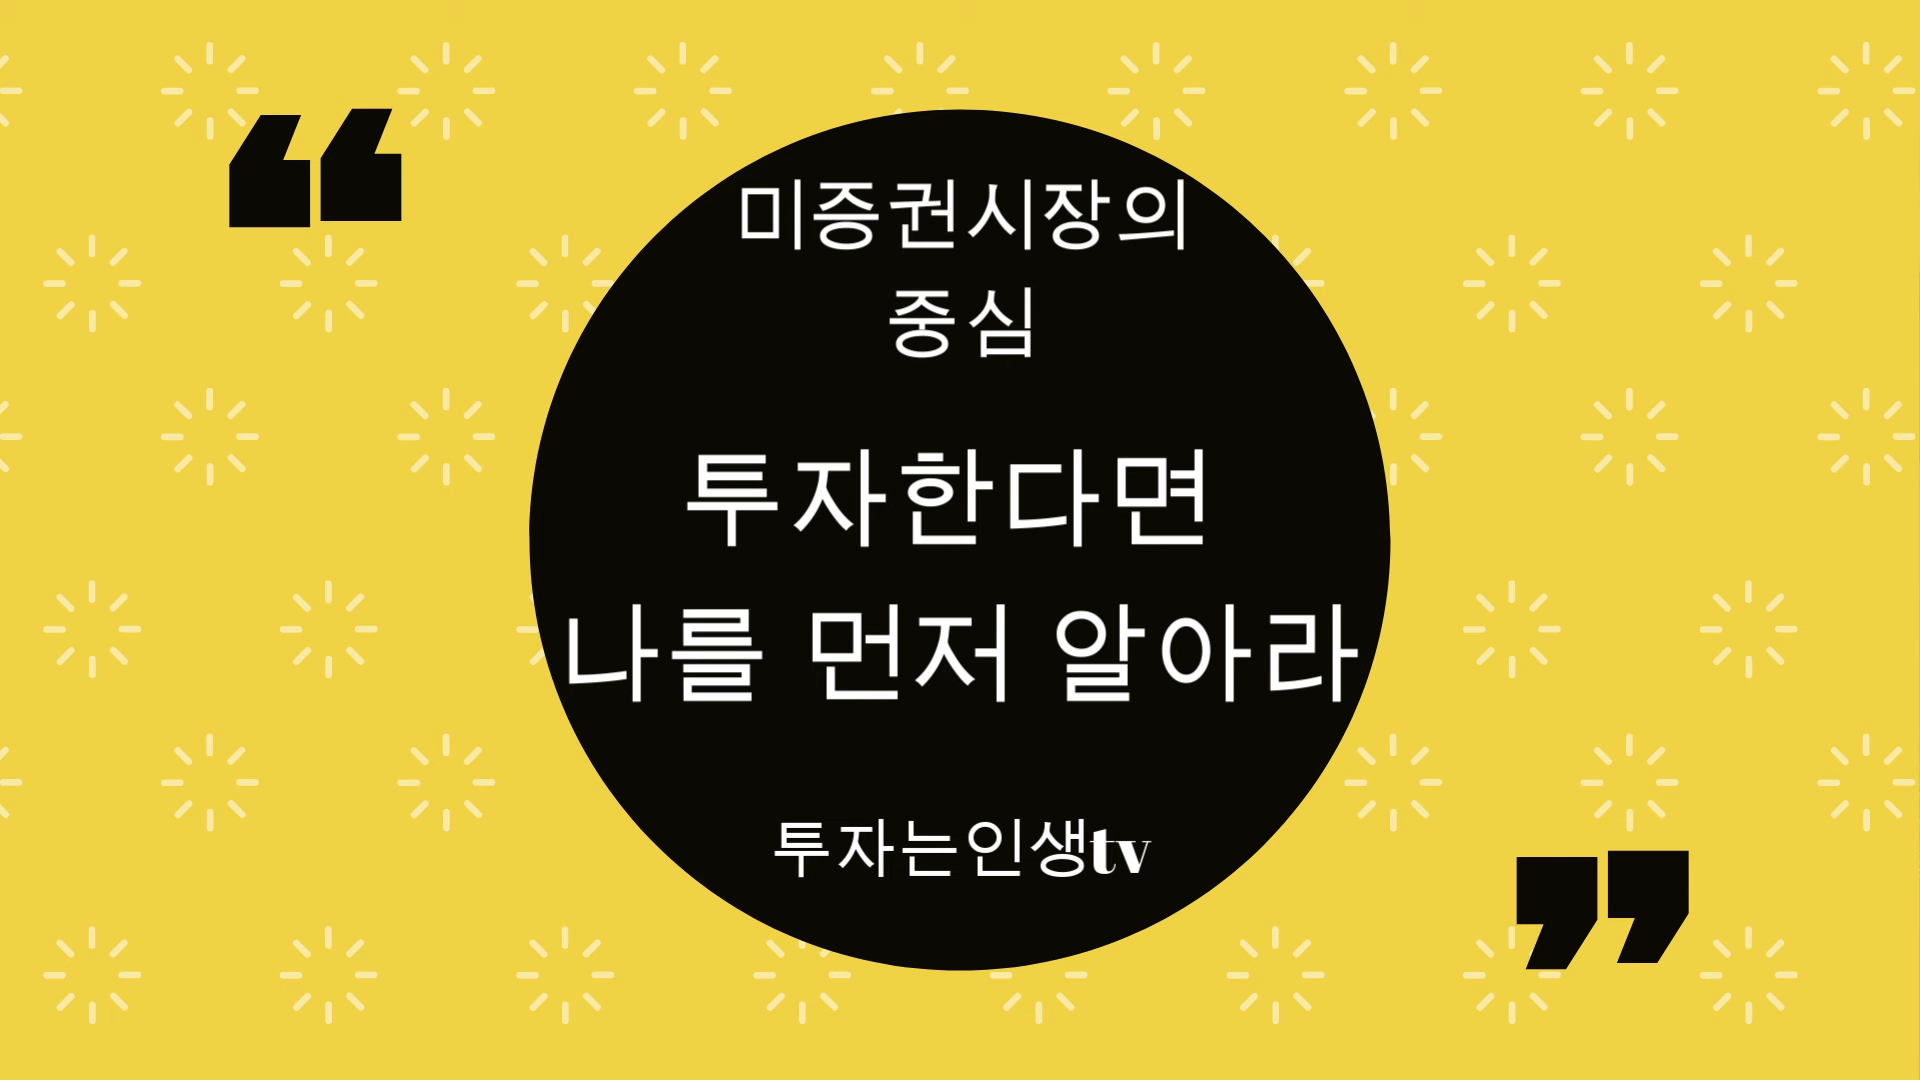 미증권시장의
중심
투자한다면
나를 먼저 알아라
투자는인생tv